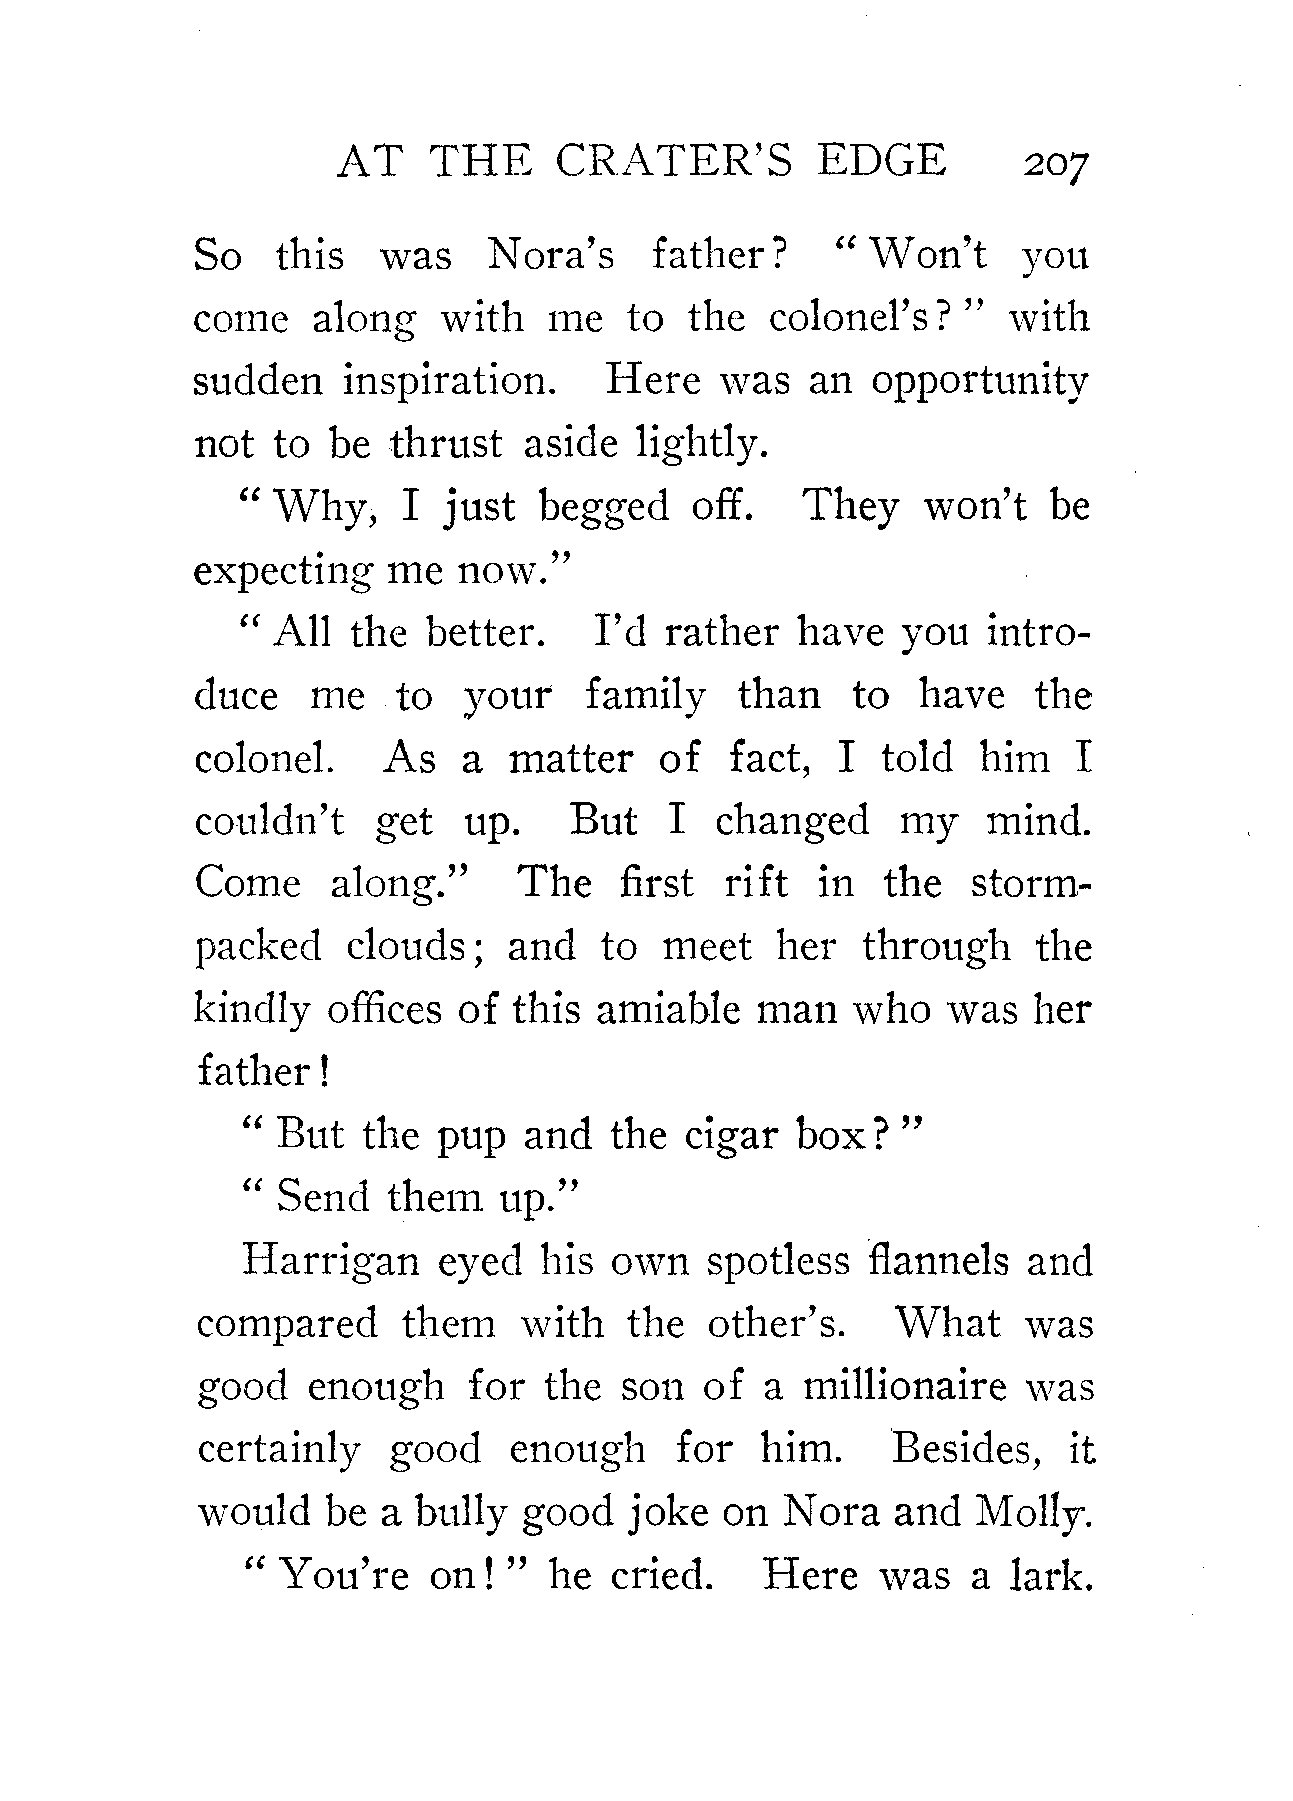 AT THE CRATER'S EDGE 207
So this was Nora's father? "Won't you
come along with me to the colonel's?" with
sudden inspiration. Here was an opportunity
not to be thrust aside lightly.
"Why, I just begged off. They won't be
expecting me now."
"All the better. I'd rather have you intro-
duce me to your family than to have the
colonel. As a matter of fact, I told him I
couldn't get up. But I changed my mind.
Come along." The first rift in the storm-
packed clouds; and to meet her through the
kindly offices of this amiable man who was her
father!
"But the pup and the cigar box?"
"Send them up."
Harrigan eyed his own spotless flannels and
compared them with the other's. What was
good enough for the son of a millionaire was
certainly good enough for him. Besides, it
would be a bully good joke on Nora and Molly.
"You're on!" he cried. Here was a lark.